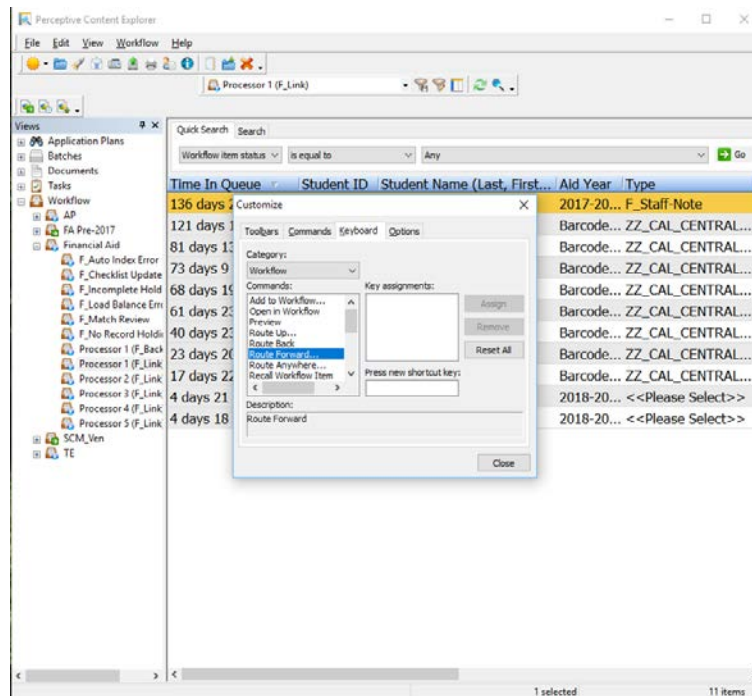 Perceptive Content Explorer
File Edit View Workflow Help
Processor 1 (F_Link)
Views
Application Plans
Batches
Documents
Tasks
Workflow
AP
FA Pre-2017
Financial Aid
F_Auto Index Error
F_Checklist Update
F_Incomplete Hold
F_Load Balance Erro
F_Match Review
F_No Record Holdi
Processor 1 (F_Back
Processor 1 (F_Link
Processor 2 (F_Link
Processor 3 (F_Link
Processor 4 (F_Link
Processor 5 (F_Link
SCM_Ven
TE
Quick Search Search
Workflow item status is equal to Any Go
Time In Queue Student ID Student Name (Last, First... Aid Year Type
136 days 2 2017-20... F_Staff-Note
121 days 1 Barcode... ZZ_CAL_CENTRAL...
81 days 13 Barcode... ZZ_CAL_CENTRAL...
73 days 9 Barcode... ZZ_CAL_CENTRAL...
68 days 19 Barcode... ZZ_CAL_CENTRAL...
61 days 23 Barcode... ZZ_CAL_CENTRAL...
40 days 23 Barcode... ZZ_CAL_CENTRAL...
23 days 20 Barcode... ZZ_CAL_CENTRAL...
17 days 22 Barcode... ZZ_CAL_CENTRAL...
4 days 21 2018-20... <<Please Select>>
4 days 18 2018-20... <<Please Select>>
Customize
Toolbars Commands Keyboard Options
Category:
Workflow
Commands: Key assignments:
Add to Workflow...
Open in Workflow
Preview
Route Up...
Route Back
Route Forward...
Route Anywhere...
Recall Workflow Item
Assign
Remove
Reset All
Press new shortcut key:
Description:
Route Forward
Close
1 selected 11 items